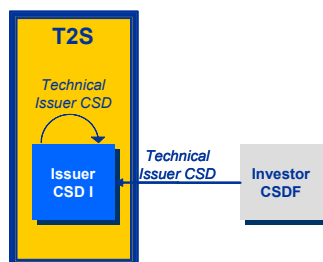 T2S
Technical
Issuer CSD
Issuer
CSD I
Technical
Issuer CSD
Investor
CSDF